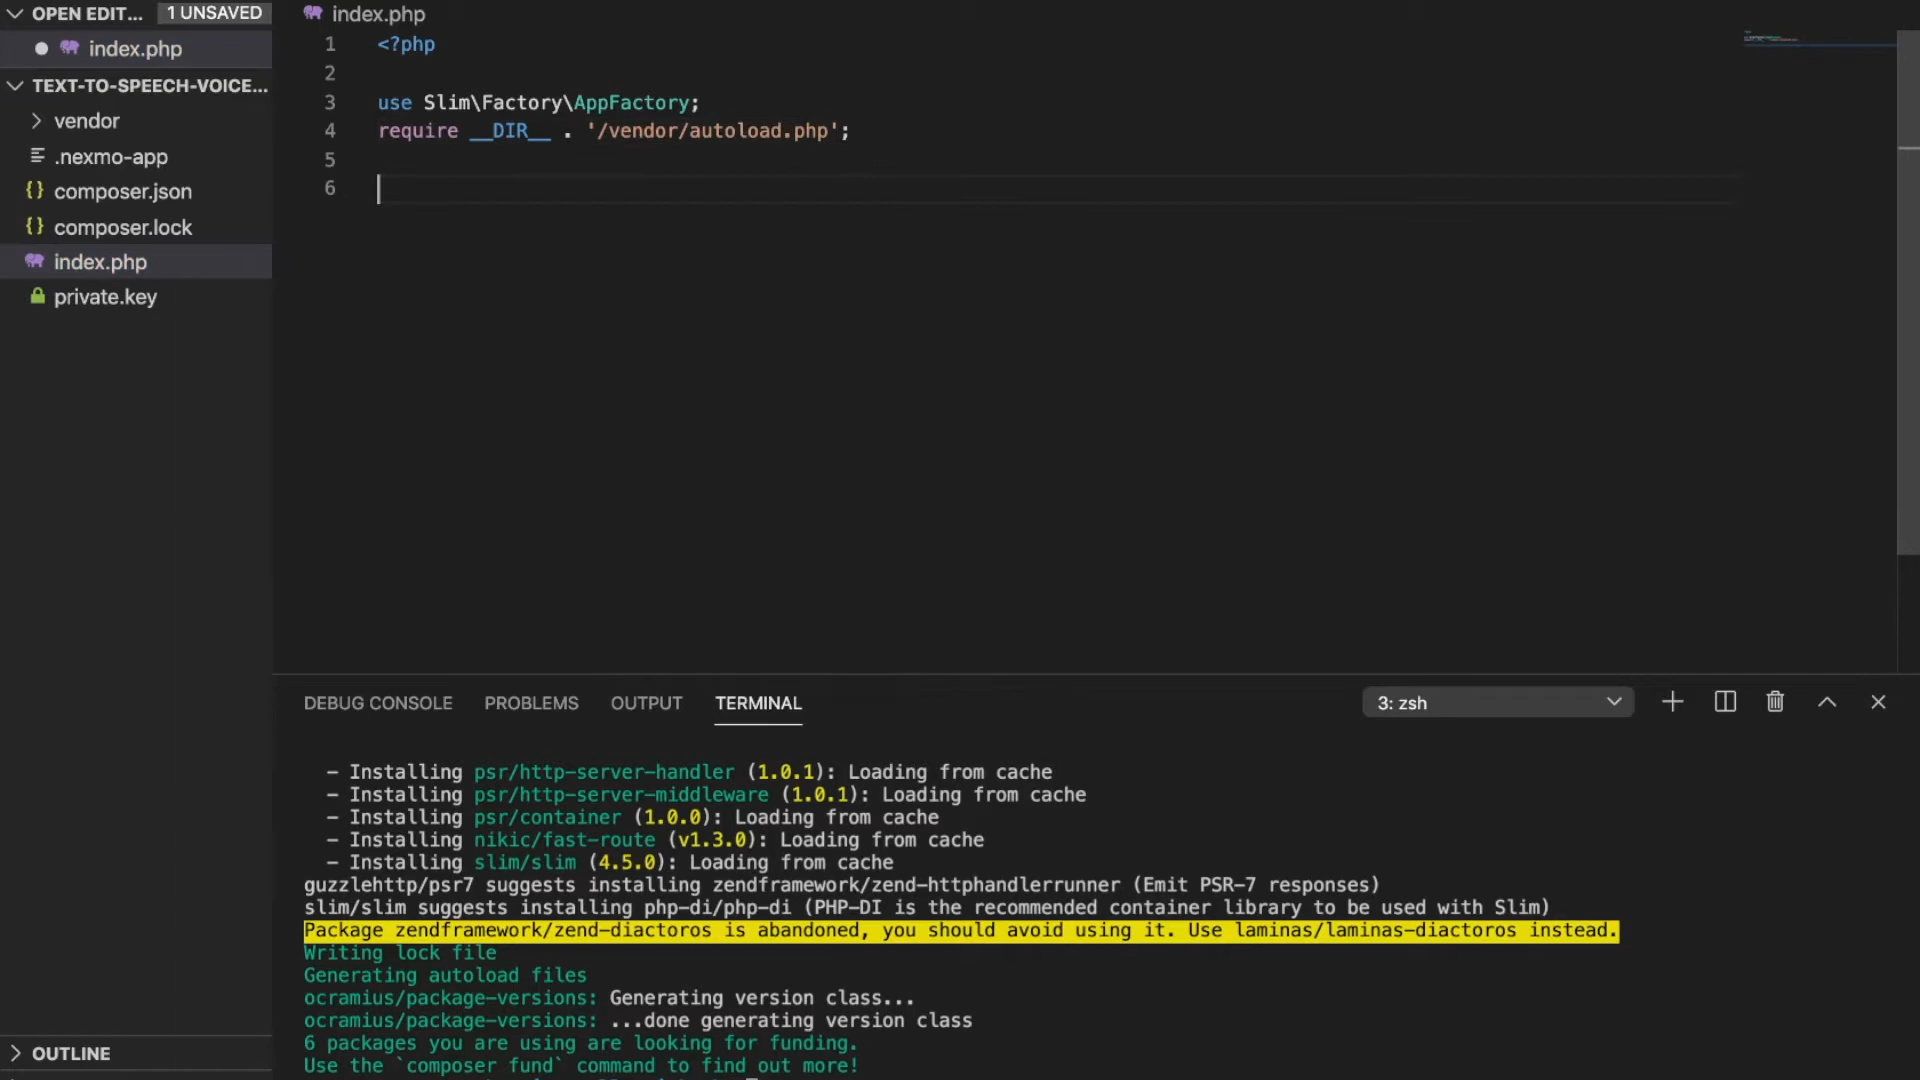 OPEN EDIT... 1 UNSAVED
index.php
TEXT-TO-SPEECH-VOICE...
vendor
.nexmo-app
composer.json
composer.lock
index.php
private.key
OUTLINE
index.php
1 <?php
2
3 use Slim\Factory\AppFactory;
4 require __DIR__ . '/vendor/autoload.php';
5
6
DEBUG CONSOLE PROBLEMS OUTPUT TERMINAL 3: zsh
- Installing psr/http-server-handler (1.0.1): Loading from cache
- Installing psr/http-server-middleware (1.0.1): Loading from cache
- Installing psr/container (1.0.0): Loading from cache
- Installing nikic/fast-route (v1.3.0): Loading from cache
- Installing slim/slim (4.5.0): Loading from cache
guzzlehttp/psr7 suggests installing zendframework/zend-httphandlerrunner (Emit PSR-7 responses)
slim/slim suggests installing php-di/php-di (PHP-DI is the recommended container library to be used with Slim)
Package zendframework/zend-diactoros is abandoned, you should avoid using it. Use laminas/laminas-diactoros instead.
Writing lock file
Generating autoload files
ocramius/package-versions: Generating version class...
ocramius/package-versions: ...done generating version class
6 packages you are using are looking for funding.
Use the `composer fund` command to find out more!